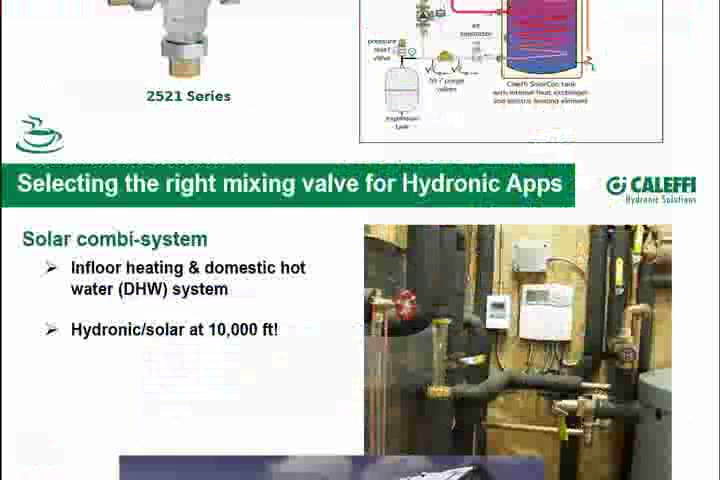 2521 Series
pressure
relief
valve
air
separator
expansion
tank
Caleffi SolarCon tank
with internal heat exchanger
and electric heating element
Selecting the right mixing valve for Hydronic Apps
CALEFFI
Hydronic Solutions
Solar combi-system
Infloor heating & domestic hot
water (DHW) system
Hydronic/solar at 10,000 ft!